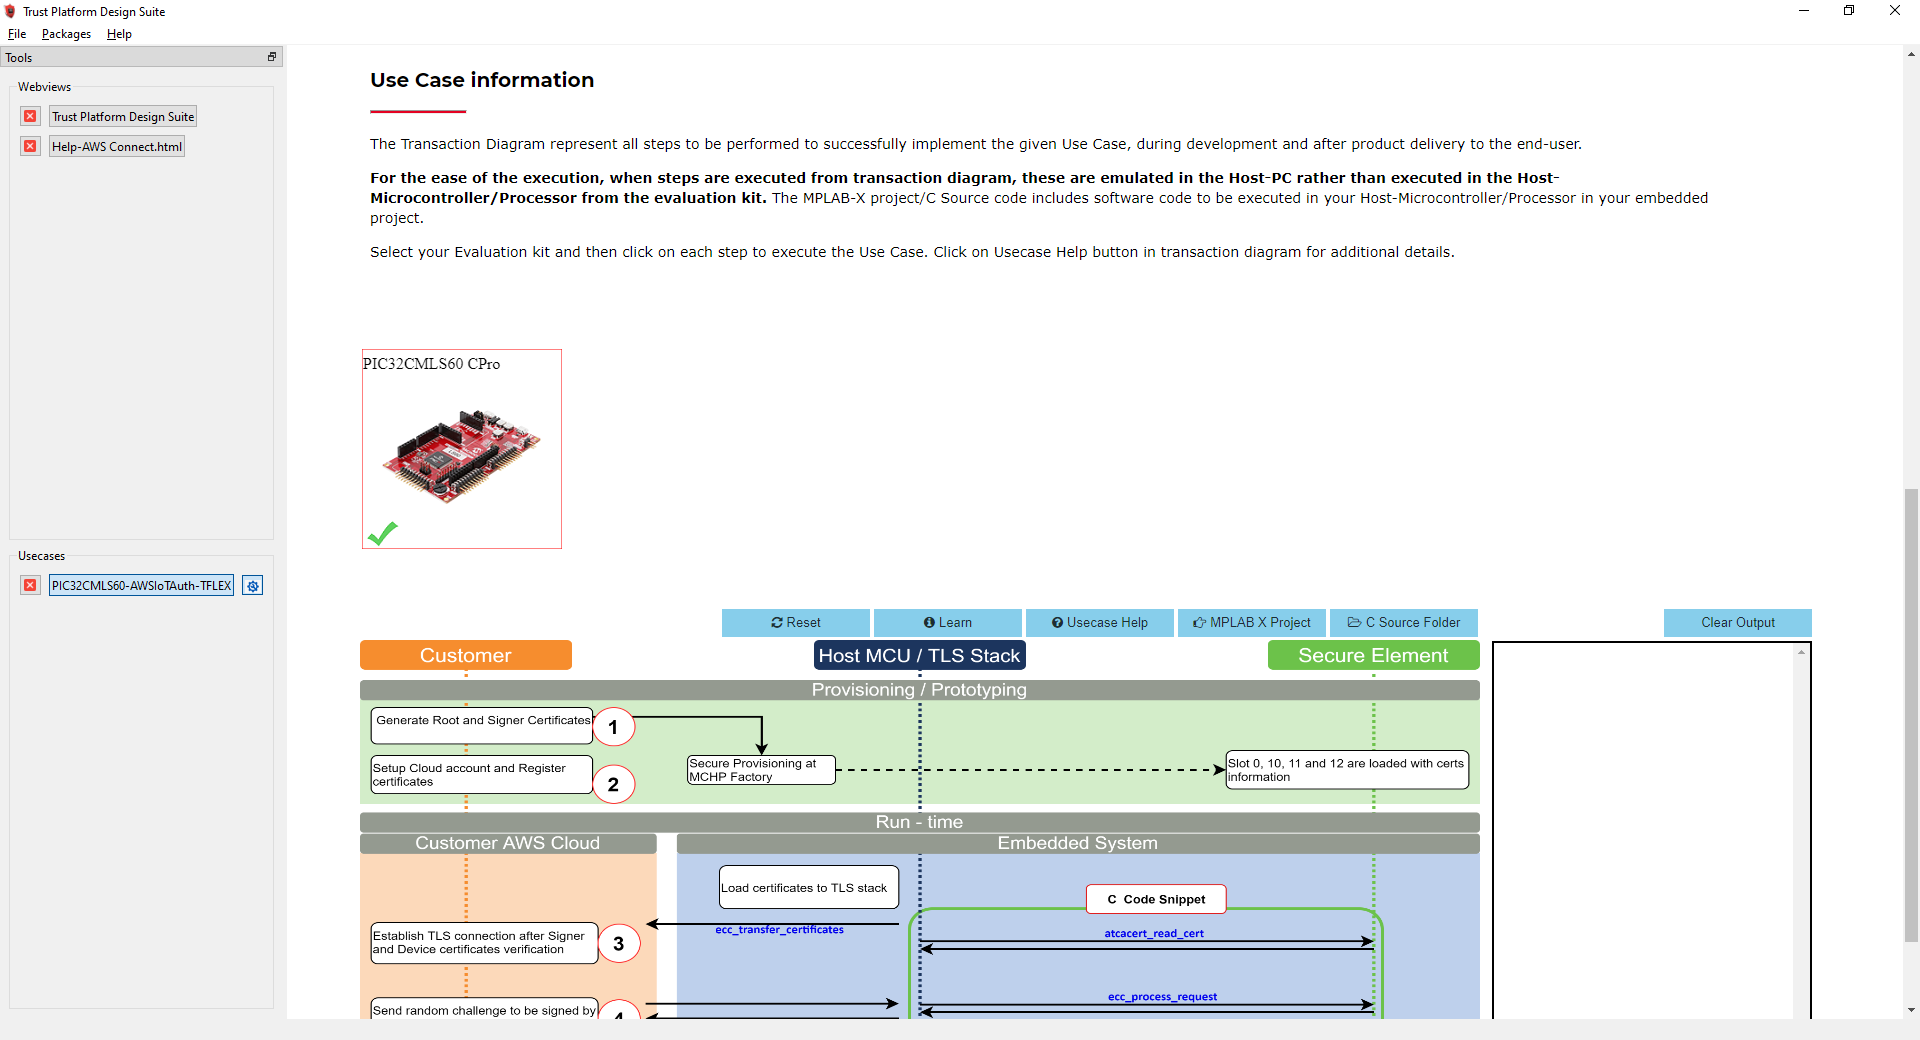 Trust Platform Design Suite
File Packages Help
Tools
Webviews
Trust Platform Design Suite
Help-AWS Connect.html
Usecases
PIC32CMLS60-AWSIoTAuth-TFLEX
Use Case information
The Transaction Diagram represent all steps to be performed to successfully implement the given Use Case, during development and after product delivery to the end-user.
For the ease of the execution, when steps are executed from transaction diagram, these are emulated in the Host-PC rather than executed in the Host-
Microcontroller/Processor from the evaluation kit. The MPLAB-X project/C Source code includes software code to be executed in your Host-Microcontroller/Processor in your embedded
project.
Select your Evaluation kit and then click on each step to execute the Use Case. Click on Usecase Help button in transaction diagram for additional details.
PIC32CMLS60 CPro
Reset
Learn
Usecase Help
MPLAB X Project
C Source Folder
Clear Output
Customer
Host MCU / TLS Stack
Secure Element
Provisioning / Prototyping
Generate Root and Signer Certificates
1
Setup Cloud account and Register
certificates
2
Secure Provisioning at
MCHP Factory
Slot 0, 10, 11 and 12 are loaded with certs
information
Run - time
Customer AWS Cloud
Embedded System
Load certificates to TLS stack
C Code Snippet
Establish TLS connection after Signer
and Device certificates verification
3
ecc_transfer_certificates
atcacert_read_cert
ecc_process_request
Send random challenge to be signed by
4